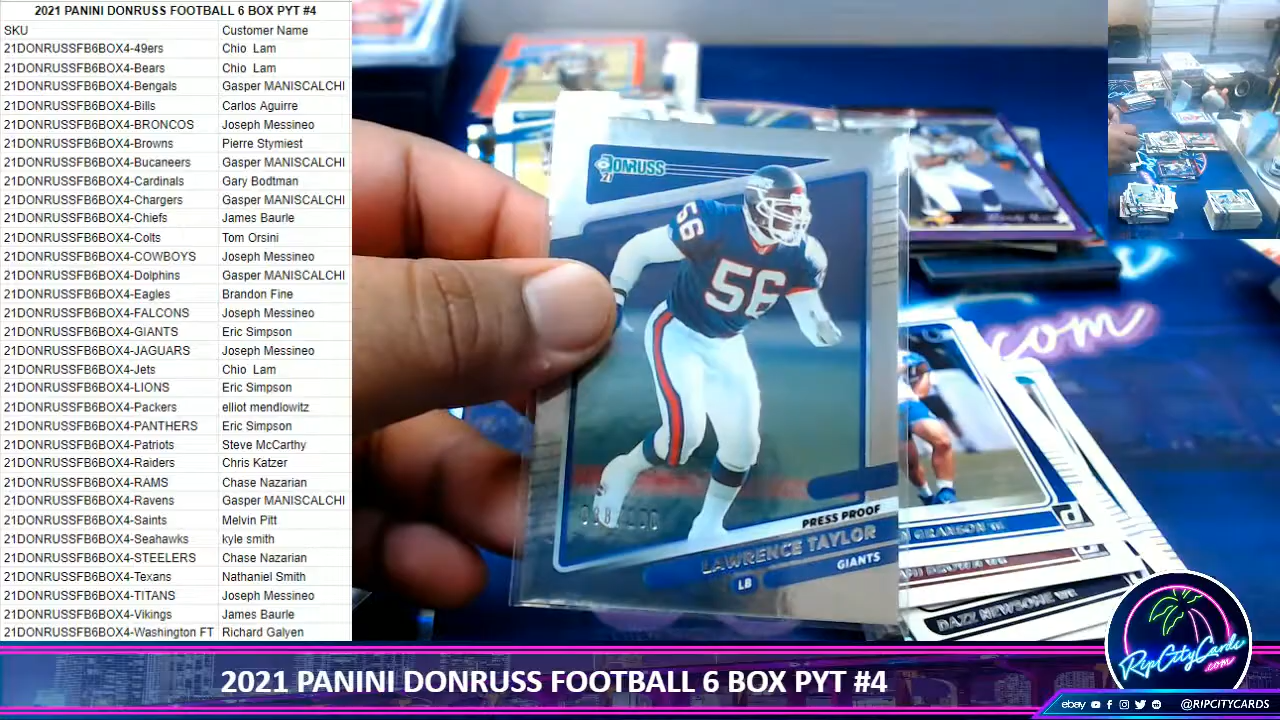 2021 PANINI DONRUSS FOOTBALL 6 BOX PYT #4
SKU Customer Name
21DONRUSSFB6BOX4-49ers Chio Lam
21DONRUSSFB6BOX4-Bears Chio Lam
21DONRUSSFB6BOX4-Bengals Gasper MANISCALCHI
21DONRUSSFB6BOX4-Bills Carlos Aguirre
21DONRUSSFB6BOX4-BRONCOS Joseph Messineo
21DONRUSSFB6BOX4-Browns Pierre Stymiest
21DONRUSSFB6BOX4-Bucaneers Gasper MANISCALCHI
21DONRUSSFB6BOX4-Cardinals Gary Bodtman
21DONRUSSFB6BOX4-Chargers Gasper MANISCALCHI
21DONRUSSFB6BOX4-Chiefs James Baurle
21DONRUSSFB6BOX4-Colts Tom Orsini
21DONRUSSFB6BOX4-COWBOYS Joseph Messineo
21DONRUSSFB6BOX4-Dolphins Gasper MANISCALCHI
21DONRUSSFB6BOX4-Eagles Brandon Fine
21DONRUSSFB6BOX4-FALCONS Joseph Messineo
21DONRUSSFB6BOX4-GIANTS Eric Simpson
21DONRUSSFB6BOX4-JAGUARS Joseph Messineo
21DONRUSSFB6BOX4-Jets Chio Lam
21DONRUSSFB6BOX4-LIONS Eric Simpson
21DONRUSSFB6BOX4-Packers elliot mendlowitz
21DONRUSSFB6BOX4-PANTHERS Eric Simpson
21DONRUSSFB6BOX4-Patriots Steve McCarthy
21DONRUSSFB6BOX4-Raiders Chris Katzer
21DONRUSSFB6BOX4-RAMS Chase Nazarian
21DONRUSSFB6BOX4-Ravens Gasper MANISCALCHI
21DONRUSSFB6BOX4-Saints Melvin Pitt
21DONRUSSFB6BOX4-Seahawks kyle smith
21DONRUSSFB6BOX4-STEELERS Chase Nazarian
21DONRUSSFB6BOX4-Texans Nathaniel Smith
21DONRUSSFB6BOX4-TITANS Joseph Messineo
21DONRUSSFB6BOX4-Vikings James Baurle
21DONRUSSFB6BOX4-Washington FT Richard Galyen
DONRUSS
21
56
56
PRESS PROOF
LAWRENCE TAYLOR
LB GIANTS
com
DAZZ NEWSOME WR
RipCityCards
.com
2021 PANINI DONRUSS FOOTBALL 6 BOX PYT #4
ebay @RIPCITYCARDS